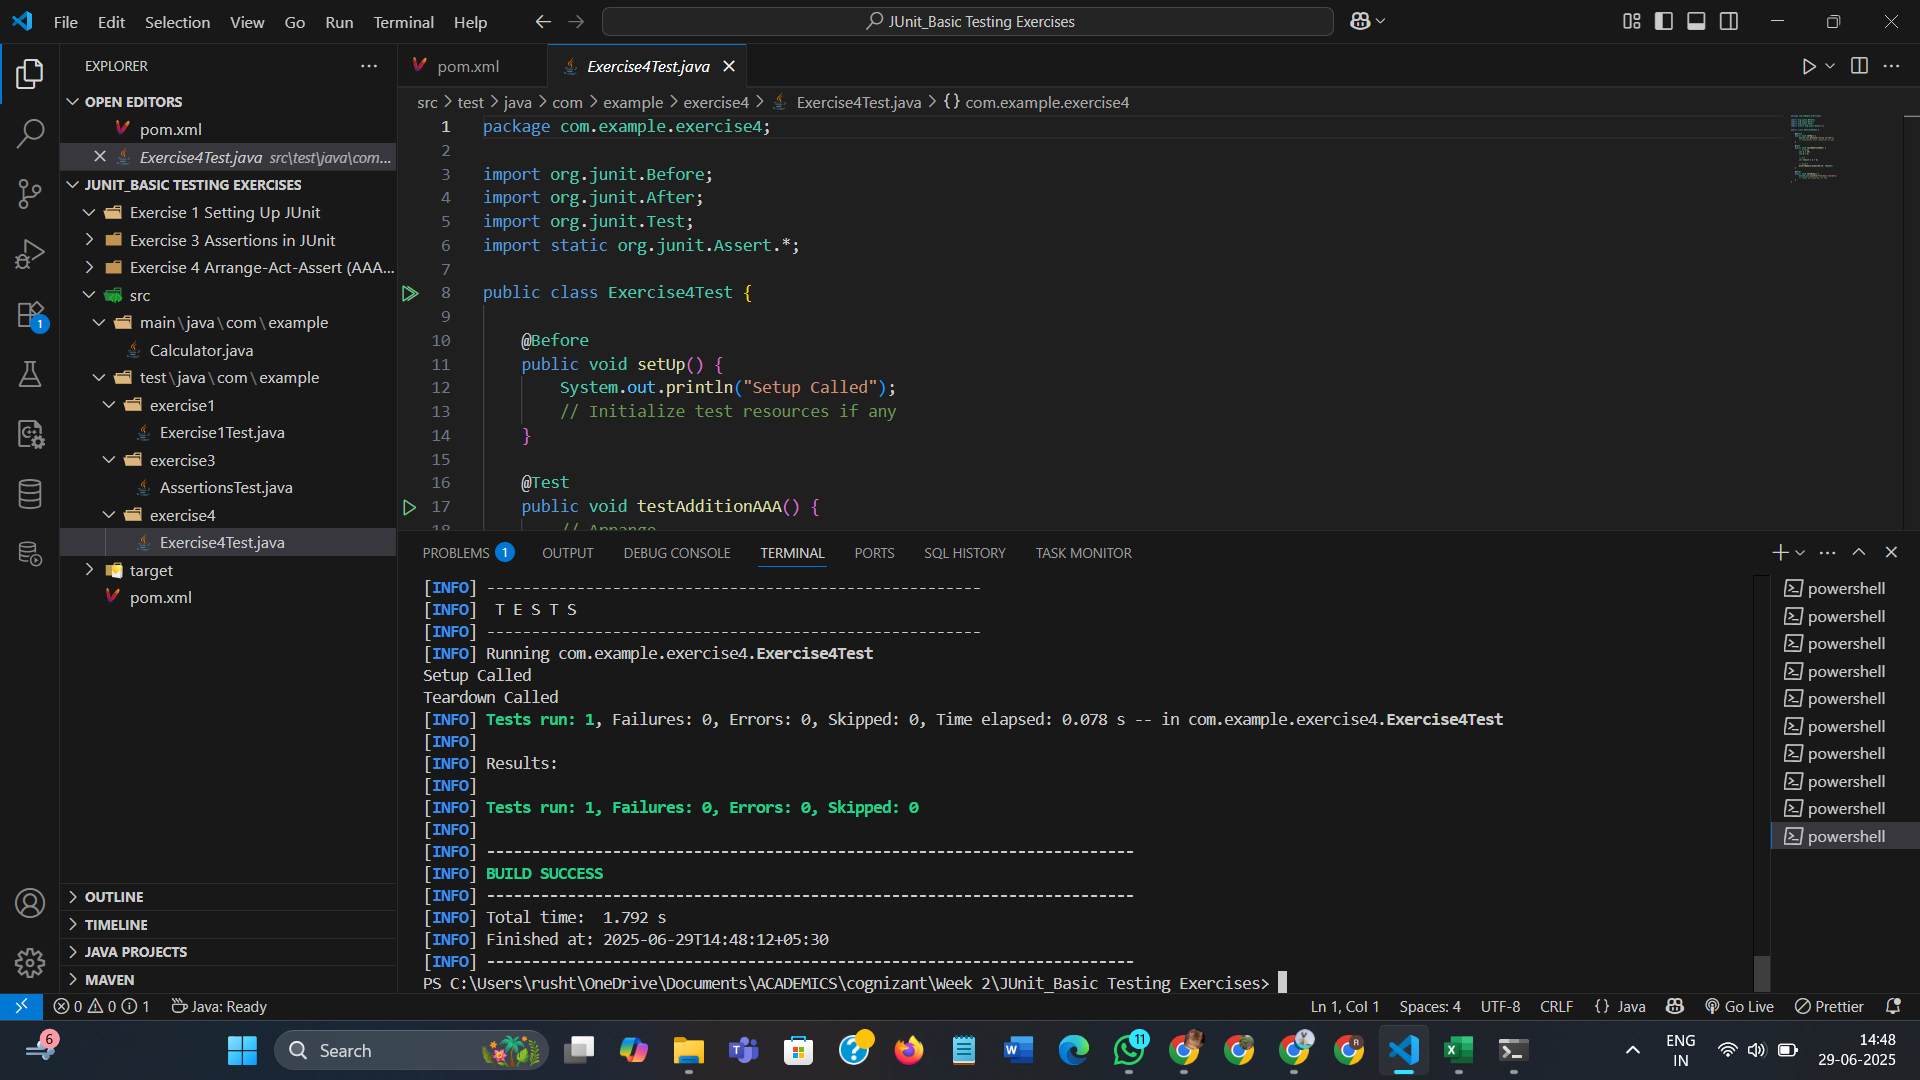 File Edit Selection View Go Run Terminal Help
JUnit_Basic Testing Exercises
EXPLORER
OPEN EDITORS
pom.xml
Exercise4Test.java src\test\java\com...
JUNIT_BASIC TESTING EXERCISES
Exercise 1 Setting Up JUnit
Exercise 3 Assertions in JUnit
Exercise 4 Arrange-Act-Assert (AAA...
src
main\java\com\example
Calculator.java
test\java\com\example
exercise1
Exercise1Test.java
exercise3
AssertionsTest.java
exercise4
Exercise4Test.java
target
pom.xml
OUTLINE
TIMELINE
JAVA PROJECTS
MAVEN
1
pom.xml
Exercise4Test.java
src > test > java > com > example > exercise4 > Exercise4Test.java > {} com.example.exercise4
1 package com.example.exercise4;
2
3 import org.junit.Before;
4 import org.junit.After;
5 import org.junit.Test;
6 import static org.junit.Assert.*;
7
8 public class Exercise4Test {
9
10 @Before
11 public void setUp() {
12 System.out.println("Setup Called");
13 // Initialize test resources if any
14 }
15
16 @Test
17 public void testAdditionAAA() {
18 // Arrange
PROBLEMS 1 OUTPUT DEBUG CONSOLE TERMINAL PORTS SQL HISTORY TASK MONITOR
[INFO] -------------------------------------------------------
[INFO]  T E S T S
[INFO] -------------------------------------------------------
[INFO] Running com.example.exercise4.Exercise4Test
Setup Called
Teardown Called
[INFO] Tests run: 1, Failures: 0, Errors: 0, Skipped: 0, Time elapsed: 0.078 s -- in com.example.exercise4.Exercise4Test
[INFO]
[INFO] Results:
[INFO]
[INFO] Tests run: 1, Failures: 0, Errors: 0, Skipped: 0
[INFO]
[INFO] ------------------------------------------------------------------------
[INFO] BUILD SUCCESS
[INFO] ------------------------------------------------------------------------
[INFO] Total time:  1.792 s
[INFO] Finished at: 2025-06-29T14:48:12+05:30
[INFO] ------------------------------------------------------------------------
PS C:\Users\rusht\OneDrive\Documents\ACADEMICS\cognizant\Week 2\JUnit_Basic Testing Exercises>
powershell
powershell
powershell
powershell
powershell
powershell
powershell
powershell
powershell
powershell
0 0 1 Java: Ready
Ln 1, Col 1 Spaces: 4 UTF-8 CRLF {} Java Go Live Prettier
6
Search
11
ENG
IN
14:48
29-06-2025